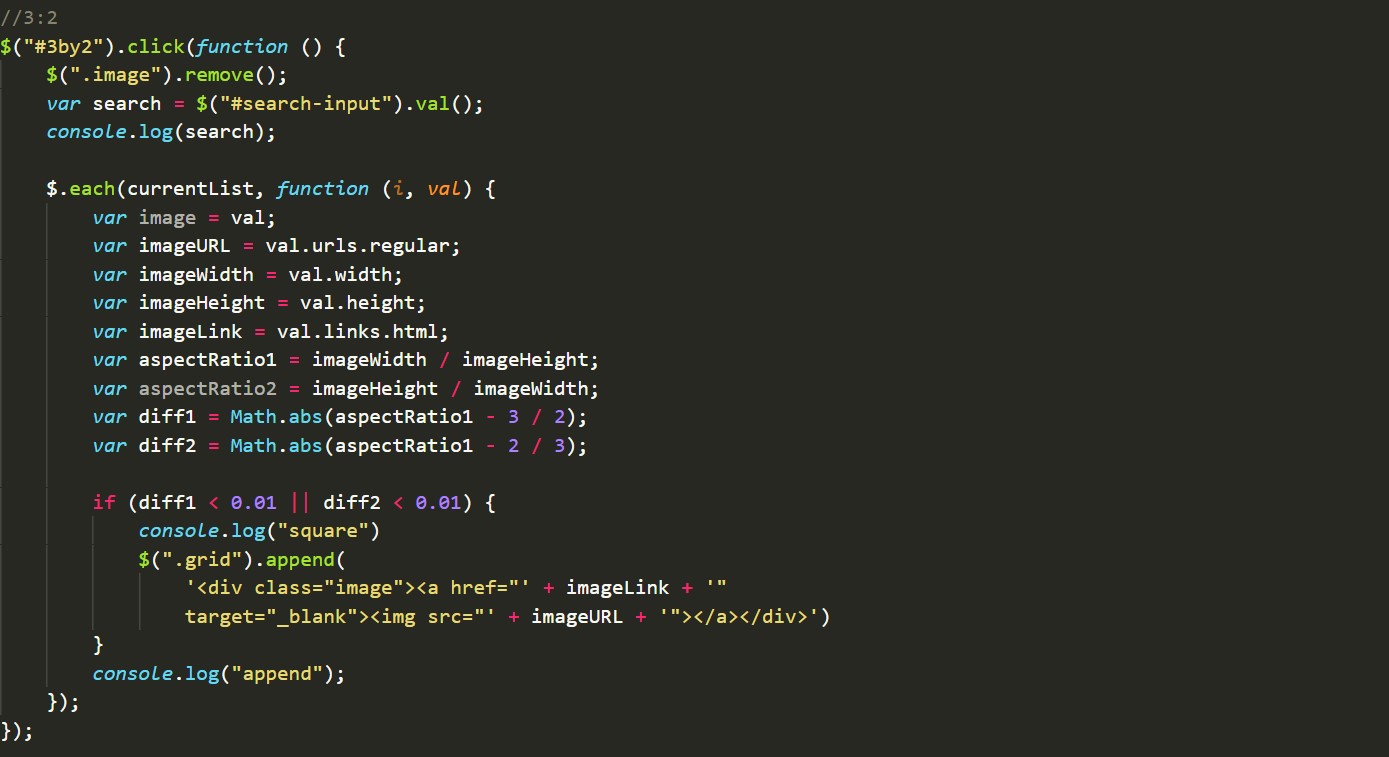 //3:2
$("#3by2").click(function () {
    $(".image").remove();
    var search = $("#search-input").val();
    console.log(search);

    $.each(currentList, function (i, val) {
        var image = val;
        var imageURL = val.urls.regular;
        var imageWidth = val.width;
        var imageHeight = val.height;
        var imageLink = val.links.html;
        var aspectRatio1 = imageWidth / imageHeight;
        var aspectRatio2 = imageHeight / imageWidth;
        var diff1 = Math.abs(aspectRatio1 - 3 / 2);
        var diff2 = Math.abs(aspectRatio1 - 2 / 3);

        if (diff1 < 0.01 || diff2 < 0.01) {
            console.log("square")
            $(".grid").append(
                '<div class="image"><a href="' + imageLink + '"
                target="_blank"><img src="' + imageURL + '"></a></div>')
        }
        console.log("append");
    });
});